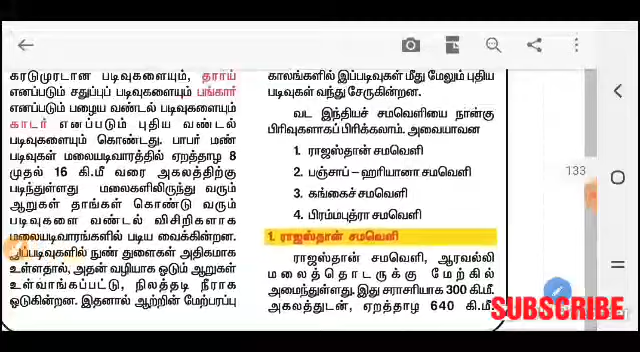 கரடுமுரடான படிவுகளையும், தராய்
எனப்படும் சதுப்புப் படிவுகளையும் பங்கார்
எனப்படும் பழைய வண்டல் படிவுகளையும்
காடர் எனப்படும் புதிய வண்டல்
படிவுகளையும் கொண்டது. பாபர் மண்
படிவுகள் மலையடிவாரத்தில் ஏறத்தாழ 8
முதல் 16 கி.மீ வரை அகலத்திற்கு
படிந்துள்ளது மலைகளிலிருந்து வரும்
ஆறுகள் தாங்கள் கொண்டு வரும்
படிவுகளை வண்டல் விசிறிகளாக
மலையடிவாரங்களில் படிய வைக்கின்றன.
இப்படிவுகளில் நுண் துளைகள் அதிகமாக
உள்ளதால், அதன் வழியாக ஓடும் ஆறுகள்
உள்வாங்கப்பட்டு, நிலத்தடி நீராக
ஓடுகின்றன. இதனால் ஆற்றின் மேற்பரப்பு
காலங்களில் இப்படிவுகள் மீது மேலும் புதிய
படிவுகள் வந்து சேருகின்றன.
வட இந்தியச் சமவெளியை நான்கு
பிரிவுகளாகப் பிரிக்கலாம். அவையாவன
1. ராஜஸ்தான் சமவெளி
2. பஞ்சாப் – ஹரியானா சமவெளி
3. கங்கைச் சமவெளி
4. பிரம்மபுத்ரா சமவெளி
1. ராஜஸ்தான் சமவெளி
ராஜஸ்தான் சமவெளி, ஆரவல்லி
மலைத்தொடருக்கு மேற்கில்
அமைந்துள்ளது. இது சராசரியாக 300 கி.மீ.
அகலத்துடன், ஏறத்தாழ 640 கி.மீ.
133
SUBSCRIBE